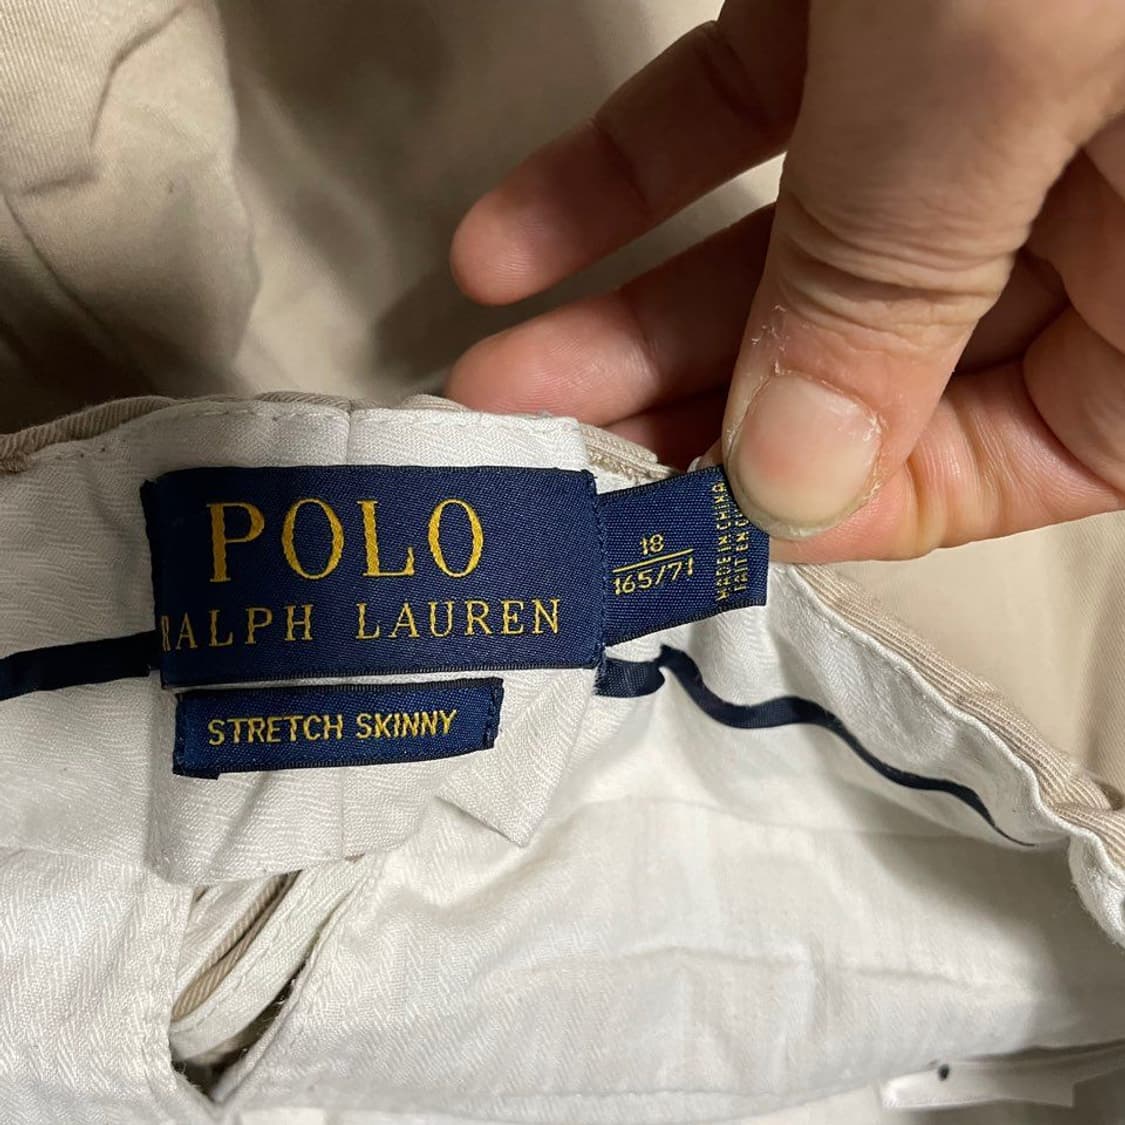 POLO
RALPH LAUREN
STRETCH SKINNY
18
165/71
MADE IN CHINA